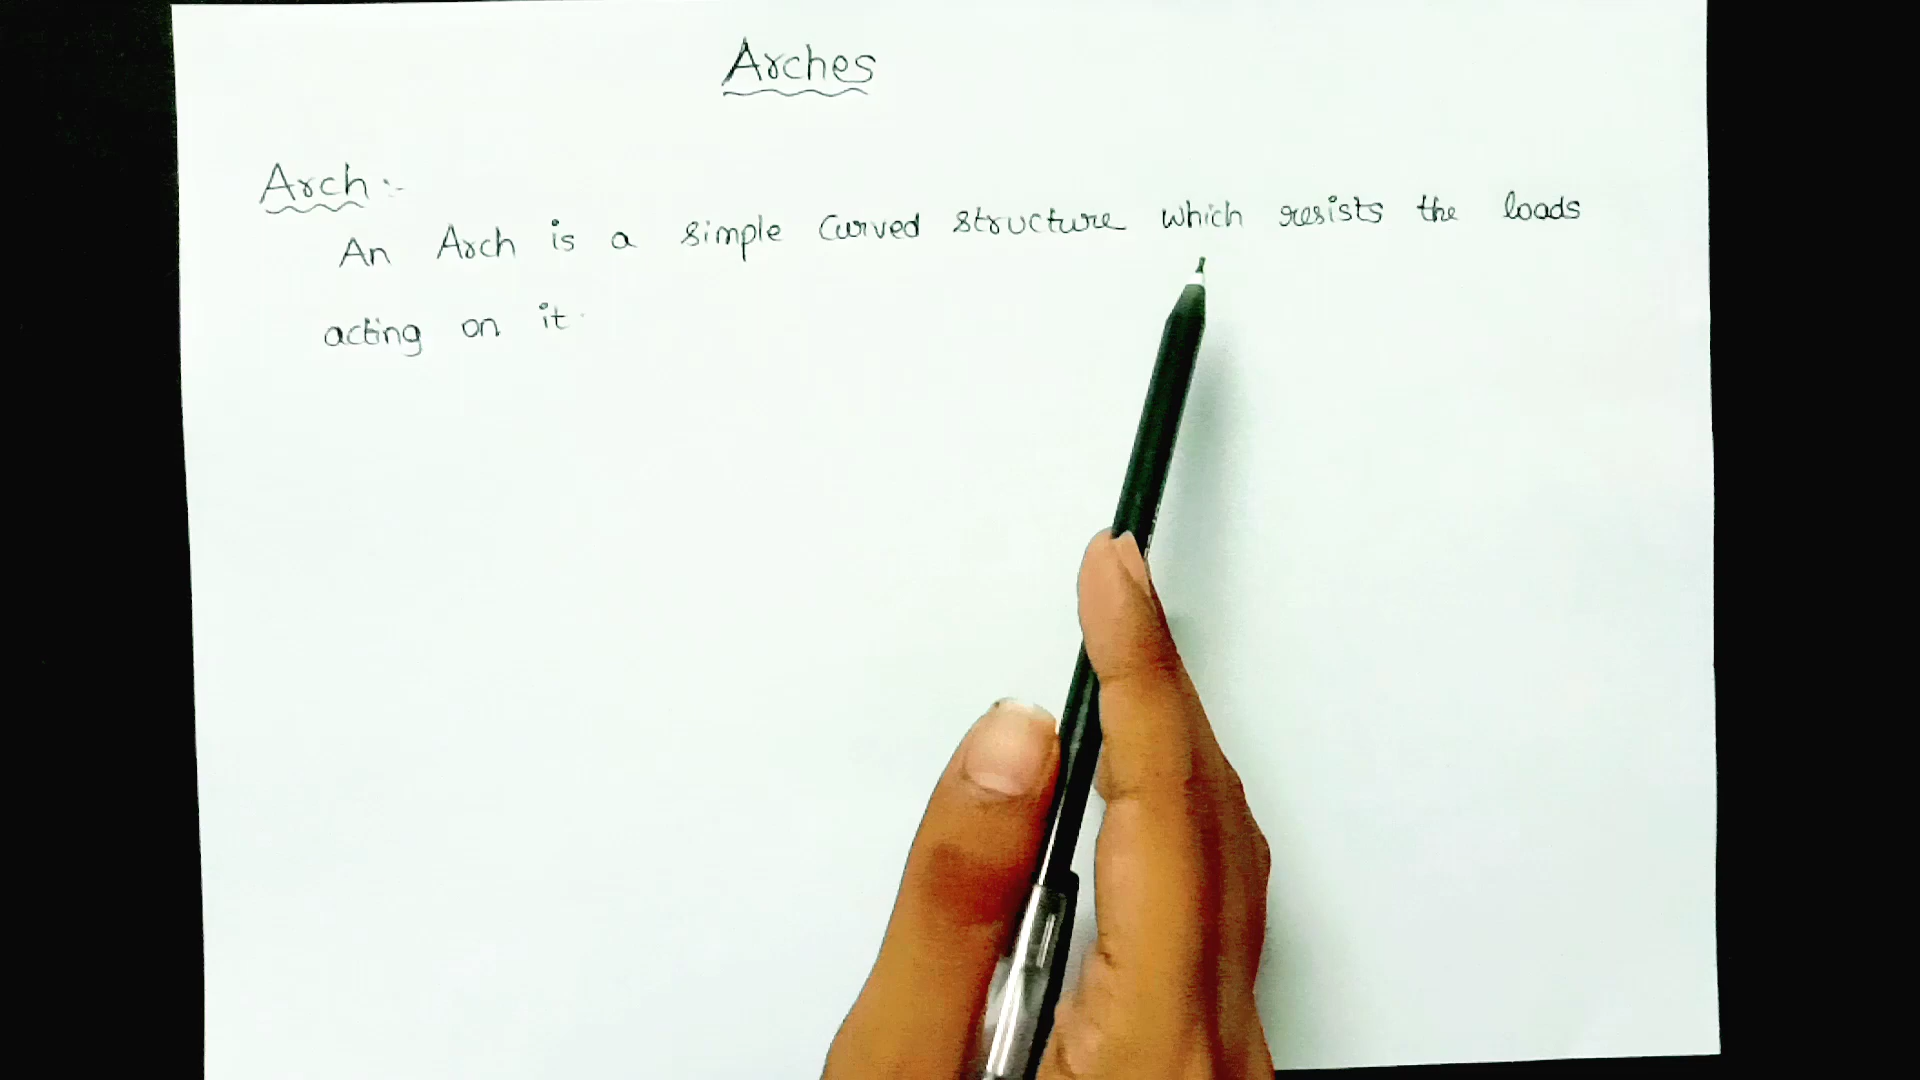 Arches
Arch :-
An Arch is a simple Curved structure which resists the loads
acting on it.